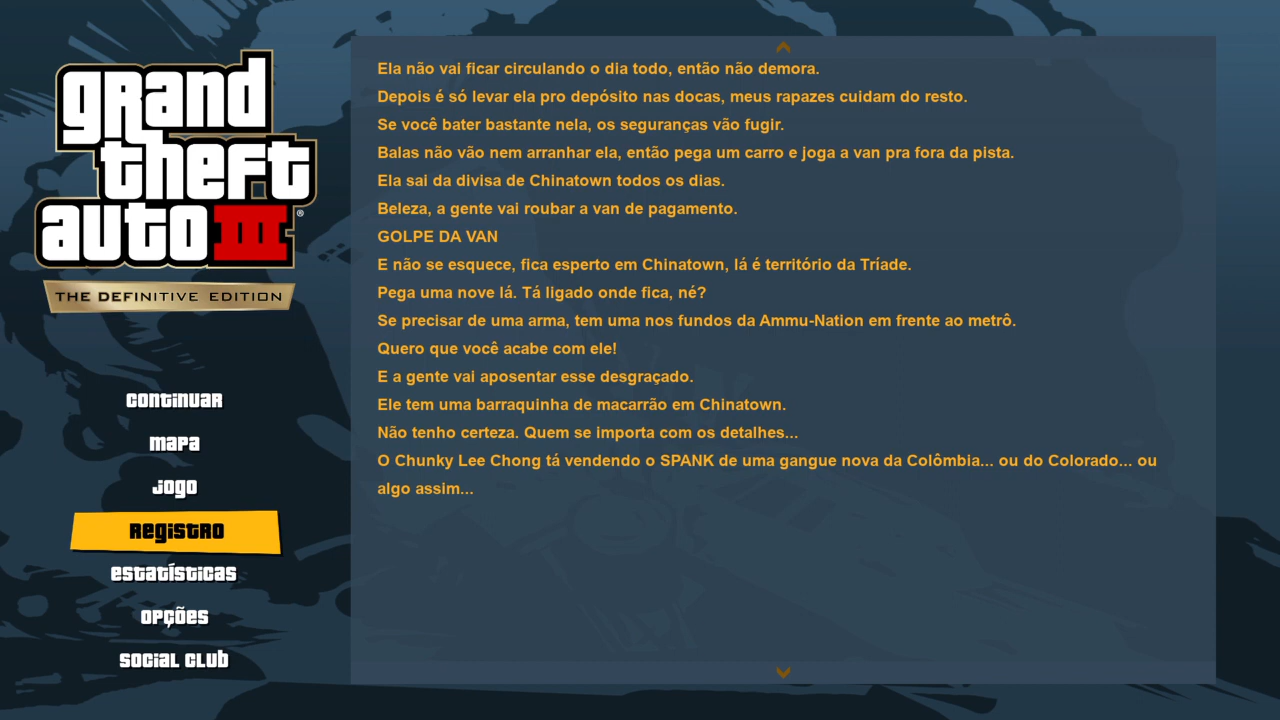 grand
theft
auto III®
THE DEFINITIVE EDITION
continuar
mapa
jogo
Registro
estatísticas
opções
social club
Ela não vai ficar circulando o dia todo, então não demora.
Depois é só levar ela pro depósito nas docas, meus rapazes cuidam do resto.
Se você bater bastante nela, os seguranças vão fugir.
Balas não vão nem arranhar ela, então pega um carro e joga a van pra fora da pista.
Ela sai da divisa de Chinatown todos os dias.
Beleza, a gente vai roubar a van de pagamento.
GOLPE DA VAN
E não se esquece, fica esperto em Chinatown, lá é território da Tríade.
Pega uma nove lá. Tá ligado onde fica, né?
Se precisar de uma arma, tem uma nos fundos da Ammu-Nation em frente ao metrô.
Quero que você acabe com ele!
E a gente vai aposentar esse desgraçado.
Ele tem uma barraquinha de macarrão em Chinatown.
Não tenho certeza. Quem se importa com os detalhes...
O Chunky Lee Chong tá vendendo o SPANK de uma gangue nova da Colômbia... ou do Colorado... ou
algo assim...